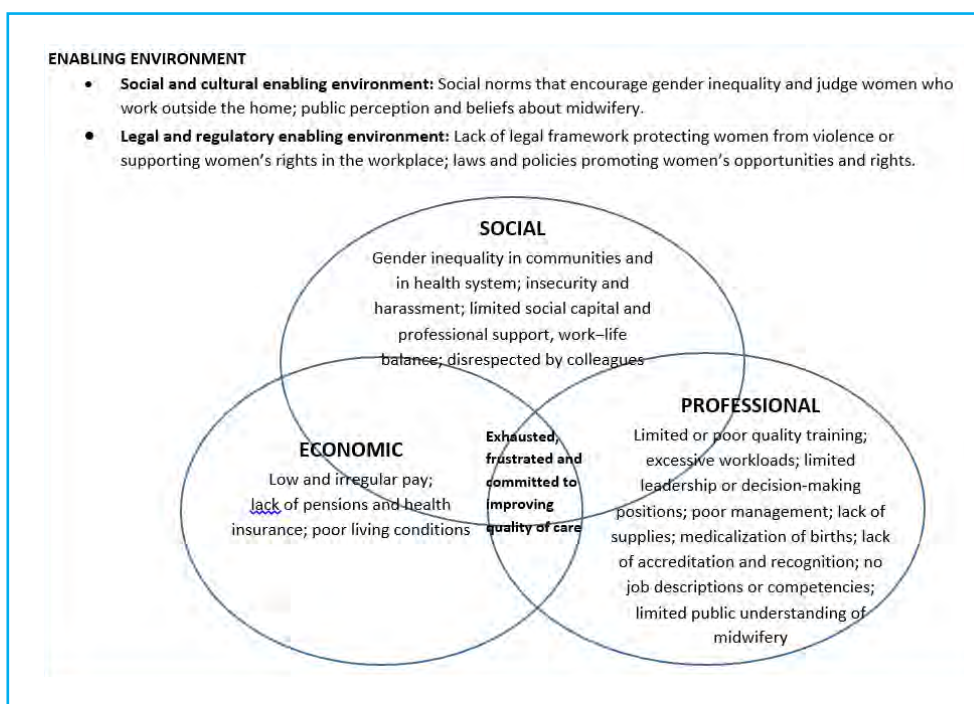 ENABLING ENVIRONMENT
• Social and cultural enabling environment: Social norms that encourage gender inequality and judge women who
work outside the home; public perception and beliefs about midwifery.
• Legal and regulatory enabling environment: Lack of legal framework protecting women from violence or
supporting women's rights in the workplace; laws and policies promoting women's opportunities and rights.
SOCIAL
Gender inequality in communities and
in health system; insecurity and
harassment; limited social capital and
professional support, work–life
balance; disrespected by colleagues
ECONOMIC
Low and irregular pay;
lack of pensions and health
insurance; poor living conditions
Exhausted,
frustrated and
committed to
improving
quality of care
PROFESSIONAL
Limited or poor quality training;
excessive workloads; limited
leadership or decision-making
positions; poor management; lack of
supplies; medicalization of births; lack
of accreditation and recognition; no
job descriptions or competencies;
limited public understanding of
midwifery